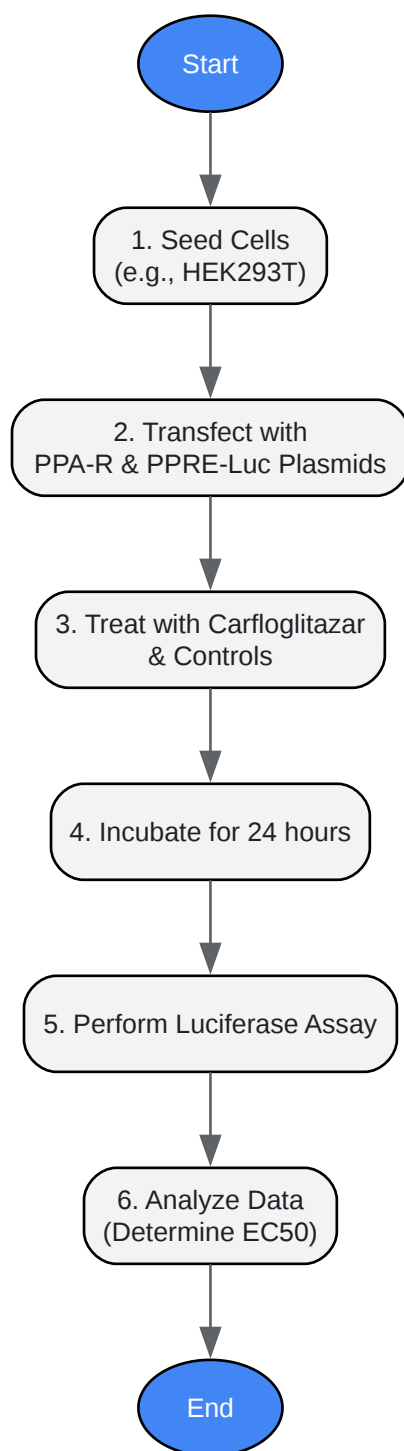 Start
1. Seed Cells
(e.g., HEK293T)
2. Transfect with
PPA-R & PPRE-Luc Plasmids
3. Treat with Carfloglitazar
& Controls
4. Incubate for 24 hours
5. Perform Luciferase Assay
6. Analyze Data
(Determine EC50)
End